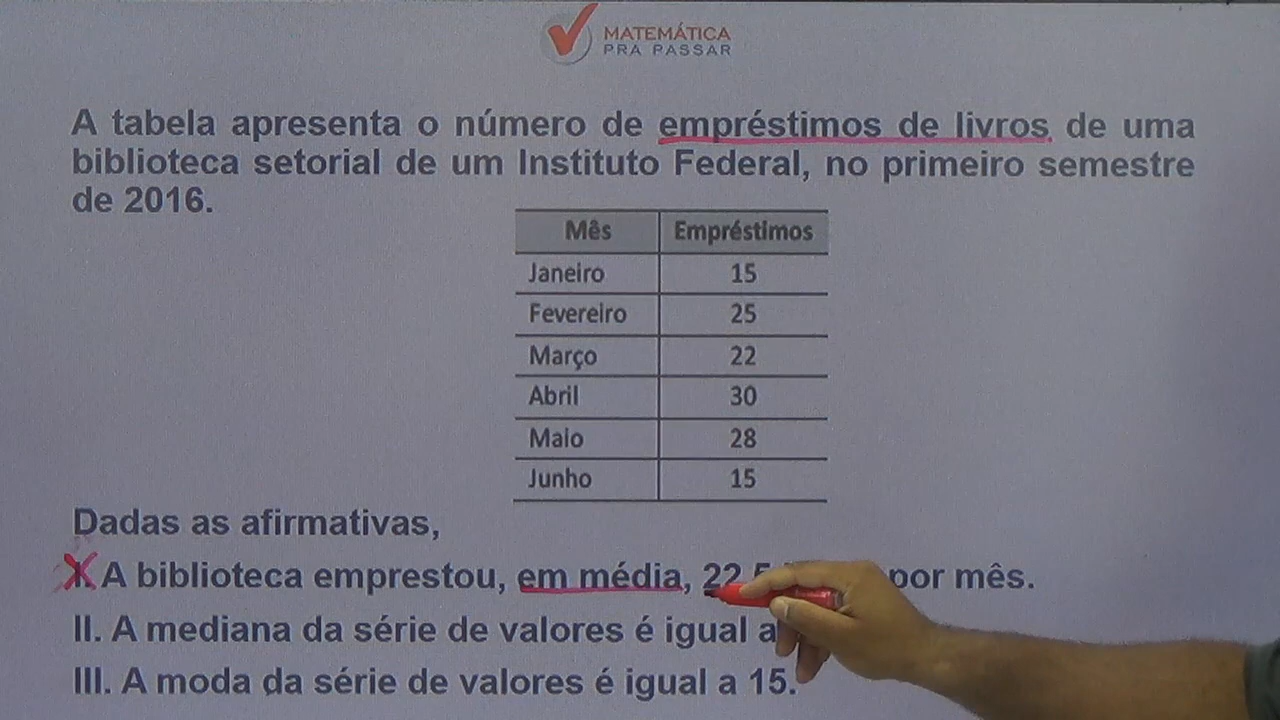 MATEMÁTICA
PRA PASSAR
A tabela apresenta o número de empréstimos de livros de uma
biblioteca setorial de um Instituto Federal, no primeiro semestre
de 2016.
Mês Empréstimos
Janeiro 15
Fevereiro 25
Março 22
Abril 30
Maio 28
Junho 15
Dadas as afirmativas,
I. A biblioteca emprestou, em média, 22,5 por mês.
II. A mediana da série de valores é igual a
III. A moda da série de valores é igual a 15.